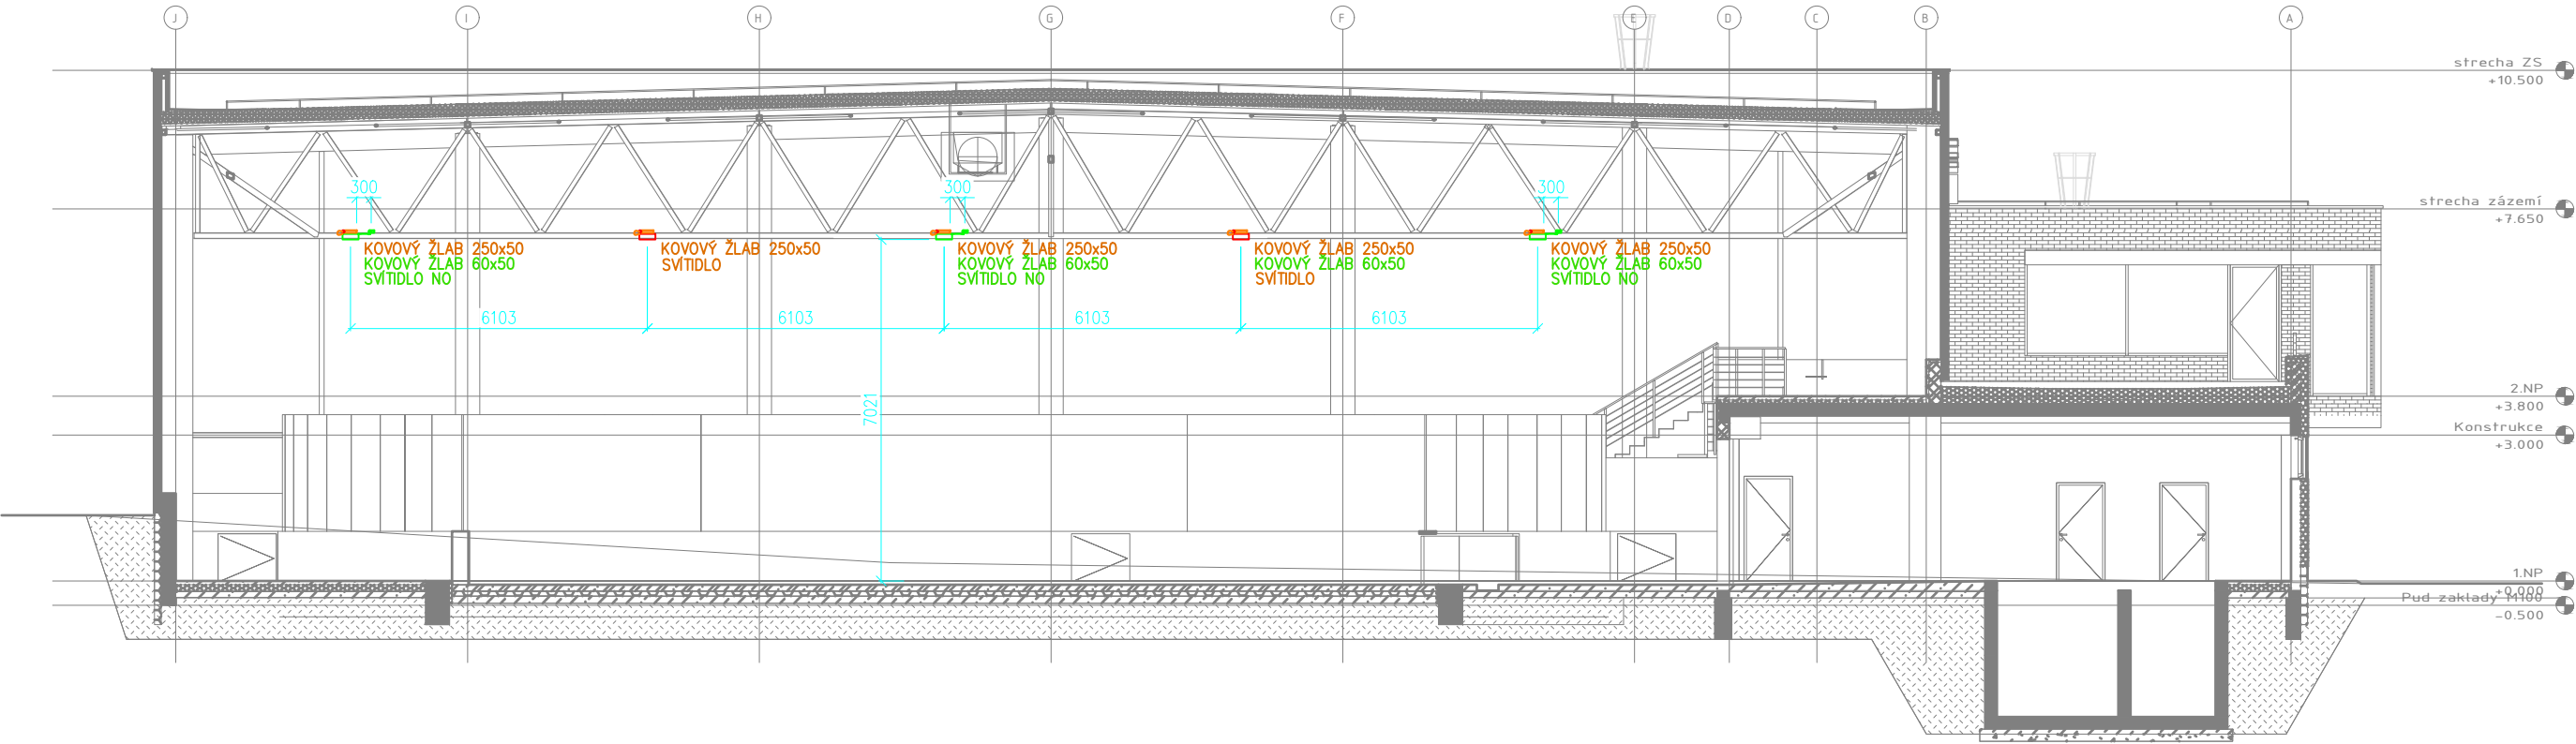 J I H G F E D C B A
strecha ZS
+10.500
strecha zázemí
+7.650
300 300 300
KOVOVÝ ŽLAB 250x50
KOVOVÝ ŽLAB 60x50
SVÍTIDLO NO
KOVOVÝ ŽLAB 250x50
SVÍTIDLO
KOVOVÝ ŽLAB 250x50
KOVOVÝ ŽLAB 60x50
SVÍTIDLO NO
KOVOVÝ ŽLAB 250x50
KOVOVÝ ŽLAB 60x50
SVÍTIDLO
KOVOVÝ ŽLAB 250x50
KOVOVÝ ŽLAB 60x50
SVÍTIDLO NO
6103 6103 6103 6103
7021
2.NP
+3.800
Konstrukce
+3.000
1.NP
+0.000
Pud zaklady M100
-0.500